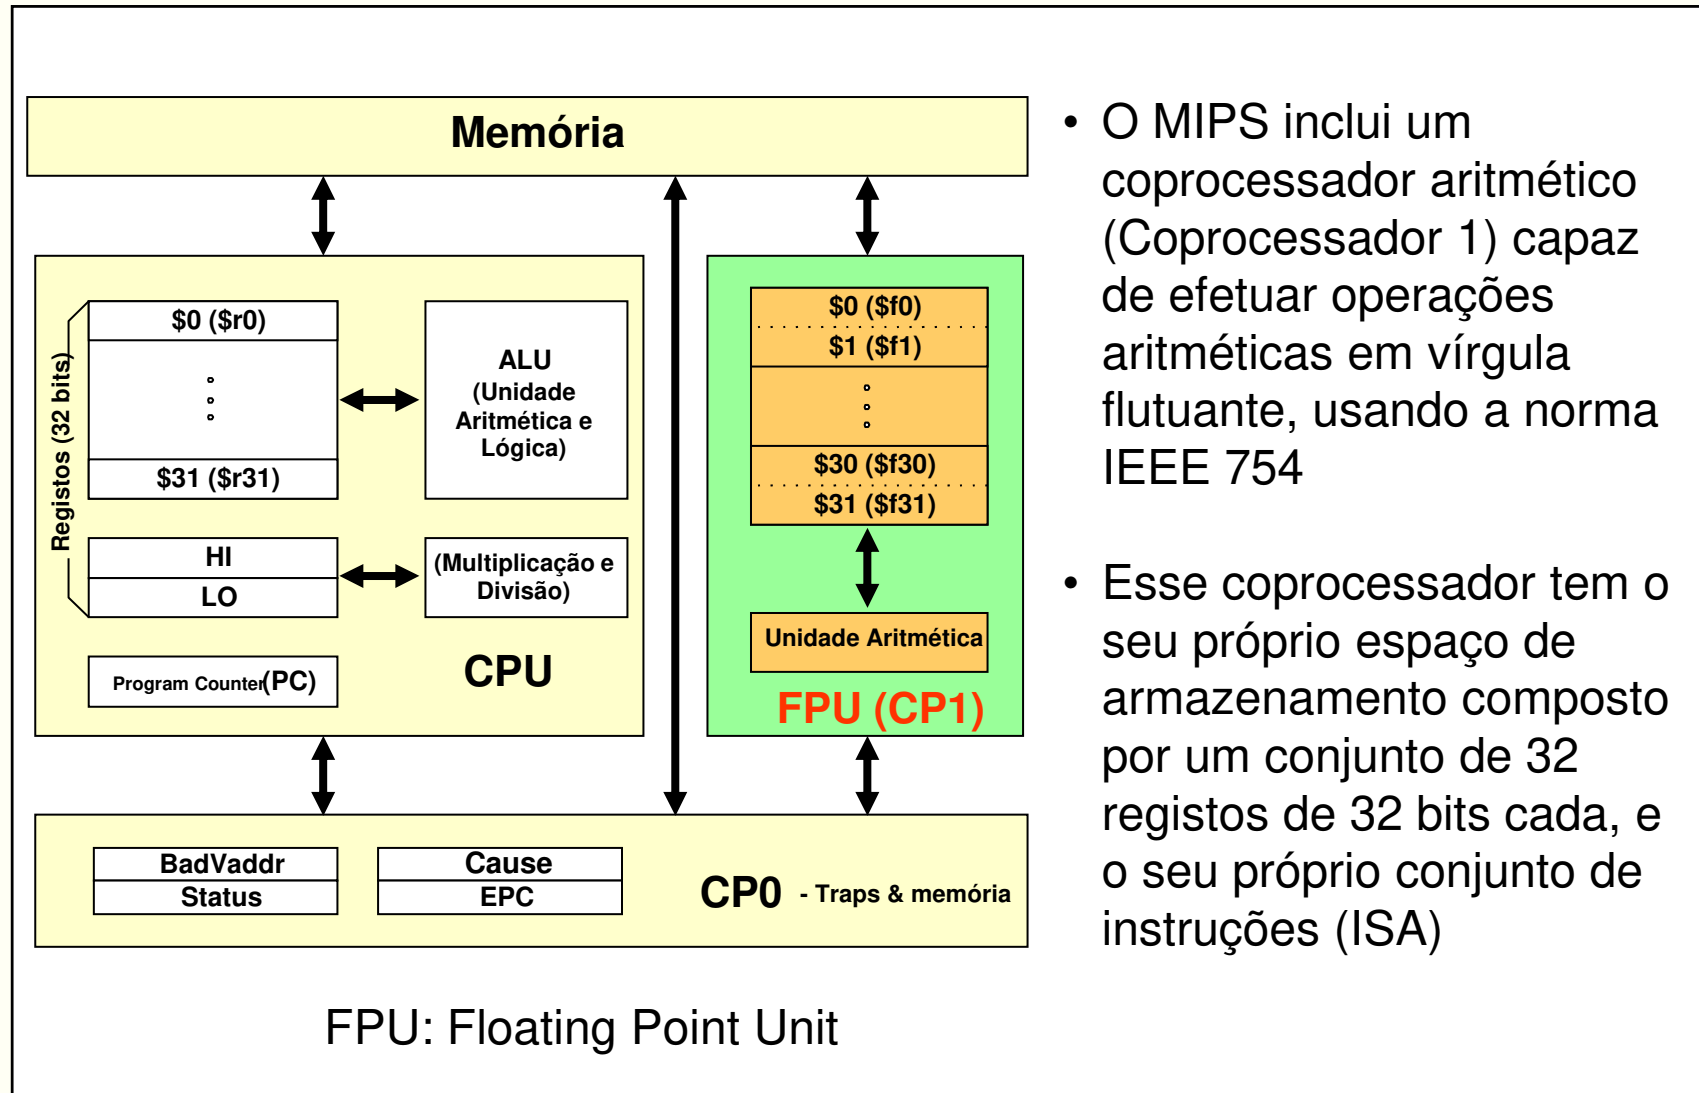 Memória
Registos (32 bits)
$0 ($r0)
$31 ($r31)
HI
LO
Program Counter(PC)
ALU
(Unidade
Aritmética e
Lógica)
(Multiplicação e
Divisão)
CPU
$0 ($f0)
$1 ($f1)
$30 ($f30)
$31 ($f31)
Unidade Aritmética
FPU (CP1)
BadVaddr
Status
Cause
EPC
CP0 - Traps & memória
FPU: Floating Point Unit
• O MIPS inclui um
coprocessador aritmético
(Coprocessador 1) capaz
de efetuar operações
aritméticas em vírgula
flutuante, usando a norma
IEEE 754
• Esse coprocessador tem o
seu próprio espaço de
armazenamento composto
por um conjunto de 32
registos de 32 bits cada, e
o seu próprio conjunto de
instruções (ISA)